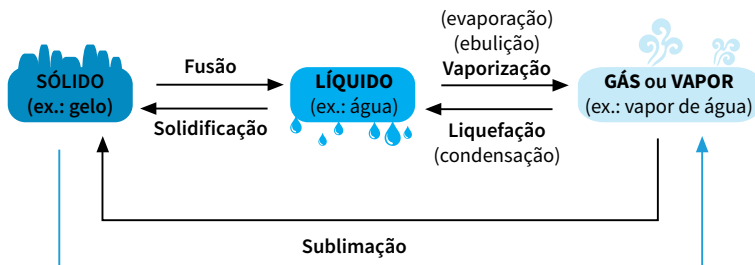 SÓLIDO
(ex.: gelo)
Fusão
Solidificação
LÍQUIDO
(ex.: água)
(evaporação)
(ebulição)
Vaporização
Liquefação
(condensação)
GÁS ou VAPOR
(ex.: vapor de água)
Sublimação